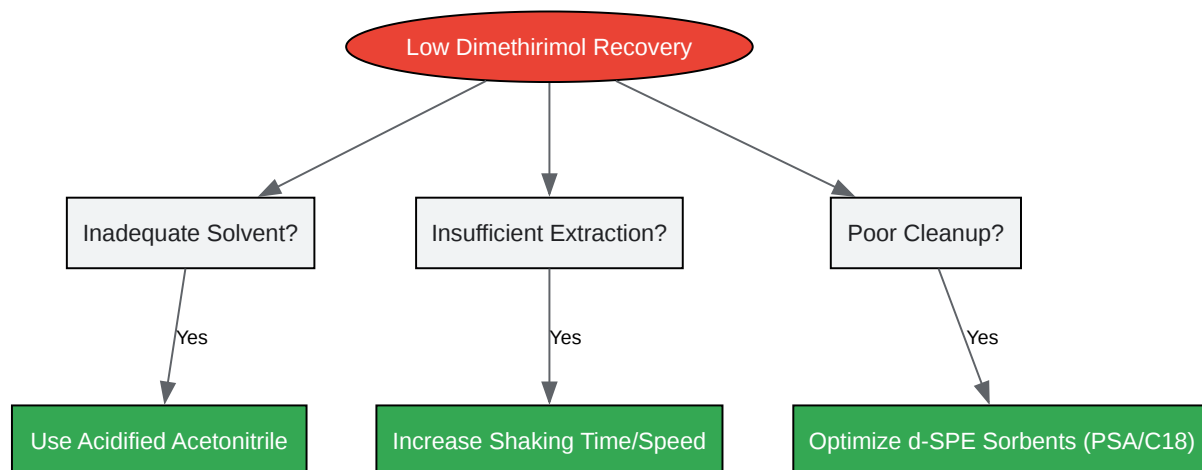 Low Dimethirimol Recovery
Inadequate Solvent?
Insufficient Extraction?
Poor Cleanup?
Yes
Yes
Yes
Use Acidified Acetonitrile
Increase Shaking Time/Speed
Optimize d-SPE Sorbents (PSA/C18)